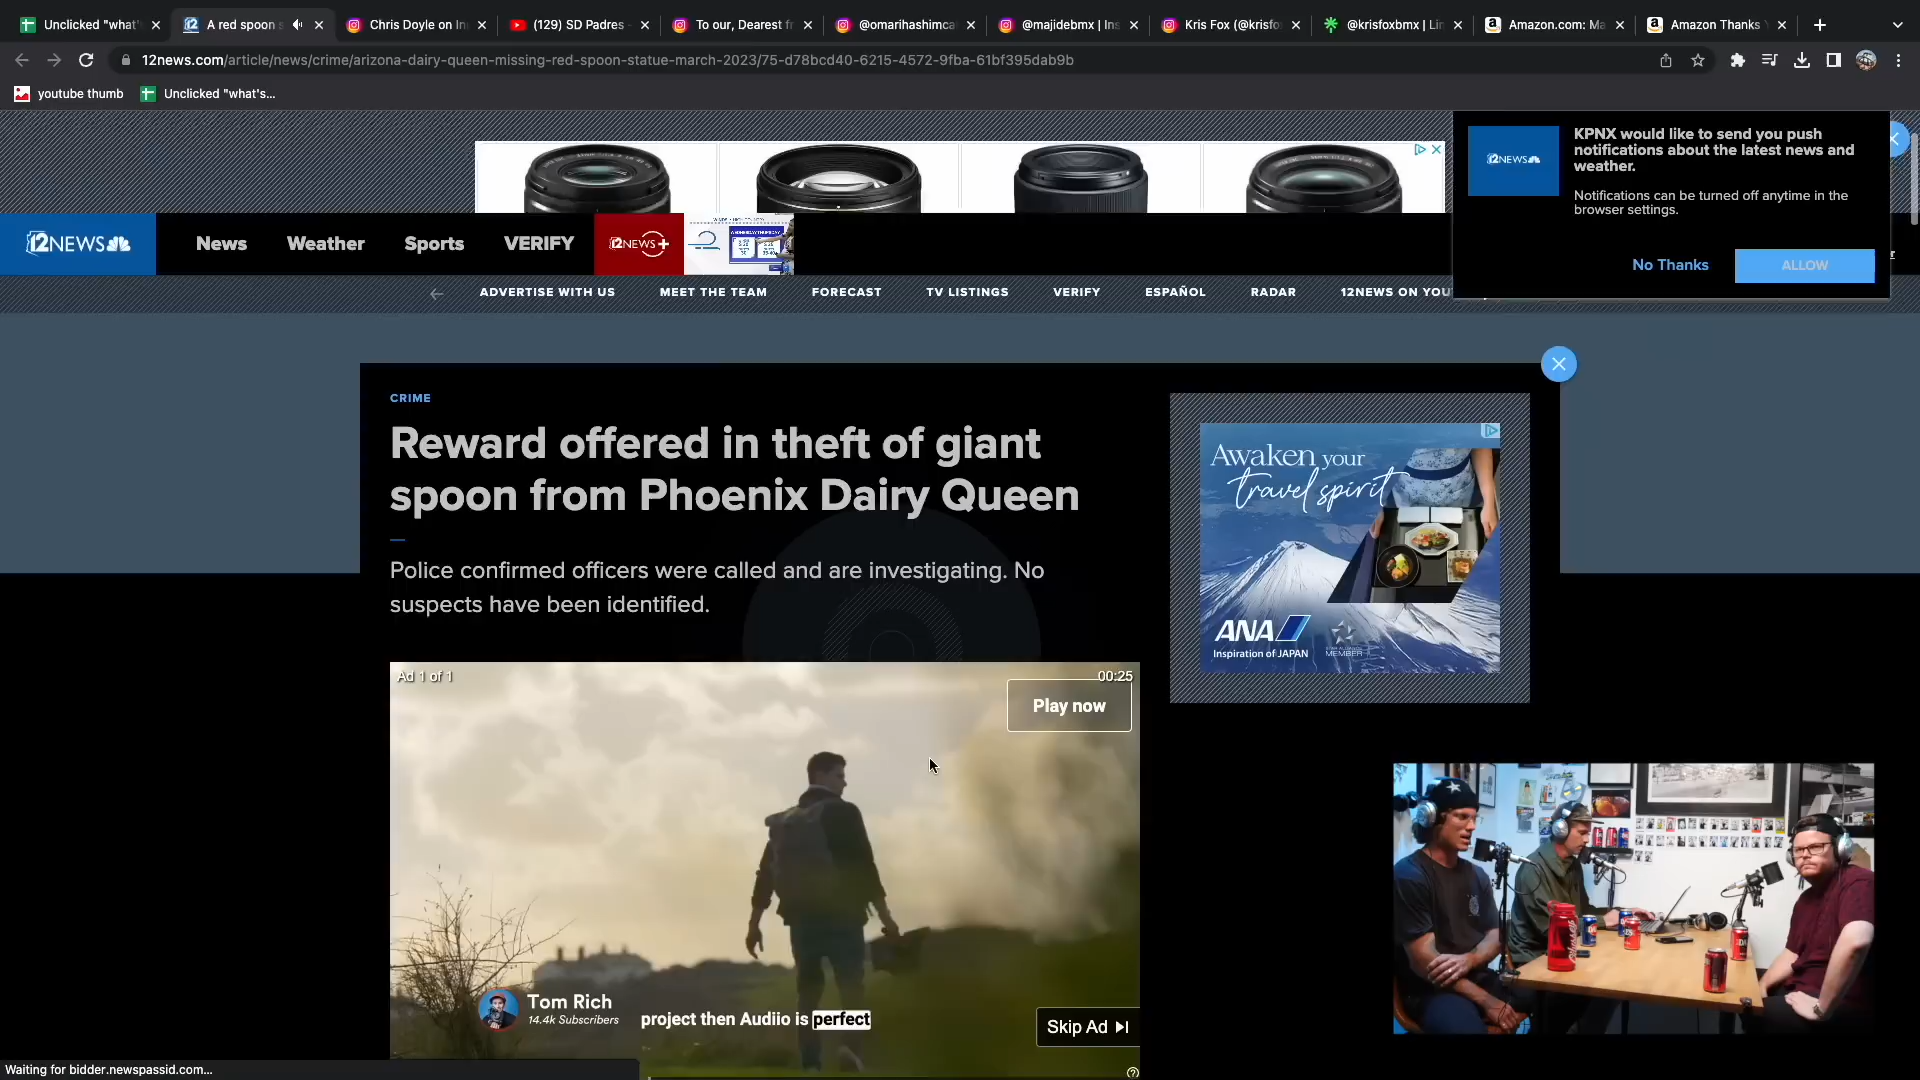 Unclicked "what'
A red spoon s
Chris Doyle on In
(129) SD Padres -
To our, Dearest fr
@omarihashimca
@majidebmx | Ins
Kris Fox (@krisfo
@krisfoxbmx | Lin
Amazon.com: Ma
Amazon Thanks Y
12news.com/article/news/crime/arizona-dairy-queen-missing-red-spoon-statue-march-2023/75-d78bcd40-6215-4572-9fba-61bf395dab9b
youtube thumb
Unclicked "what's...
KPNX would like to send you push
notifications about the latest news and
weather.
Notifications can be turned off anytime in the
browser settings.
No Thanks
ALLOW
12NEWS
12NEWS
News
Weather
Sports
VERIFY
12NEWS+
ADVERTISE WITH US
MEET THE TEAM
FORECAST
TV LISTINGS
VERIFY
ESPAÑOL
RADAR
12NEWS ON YOU
CRIME
Reward offered in theft of giant
spoon from Phoenix Dairy Queen
Police confirmed officers were called and are investigating. No
suspects have been identified.
Awaken your
travel spirit
ANA
Inspiration of JAPAN
STAR ALLIANCE
MEMBER
Ad 1 of 1
00:25
Play now
Tom Rich
14.4k Subscribers
project then Audiio is perfect
Skip Ad
Waiting for bidder.newspassid.com...